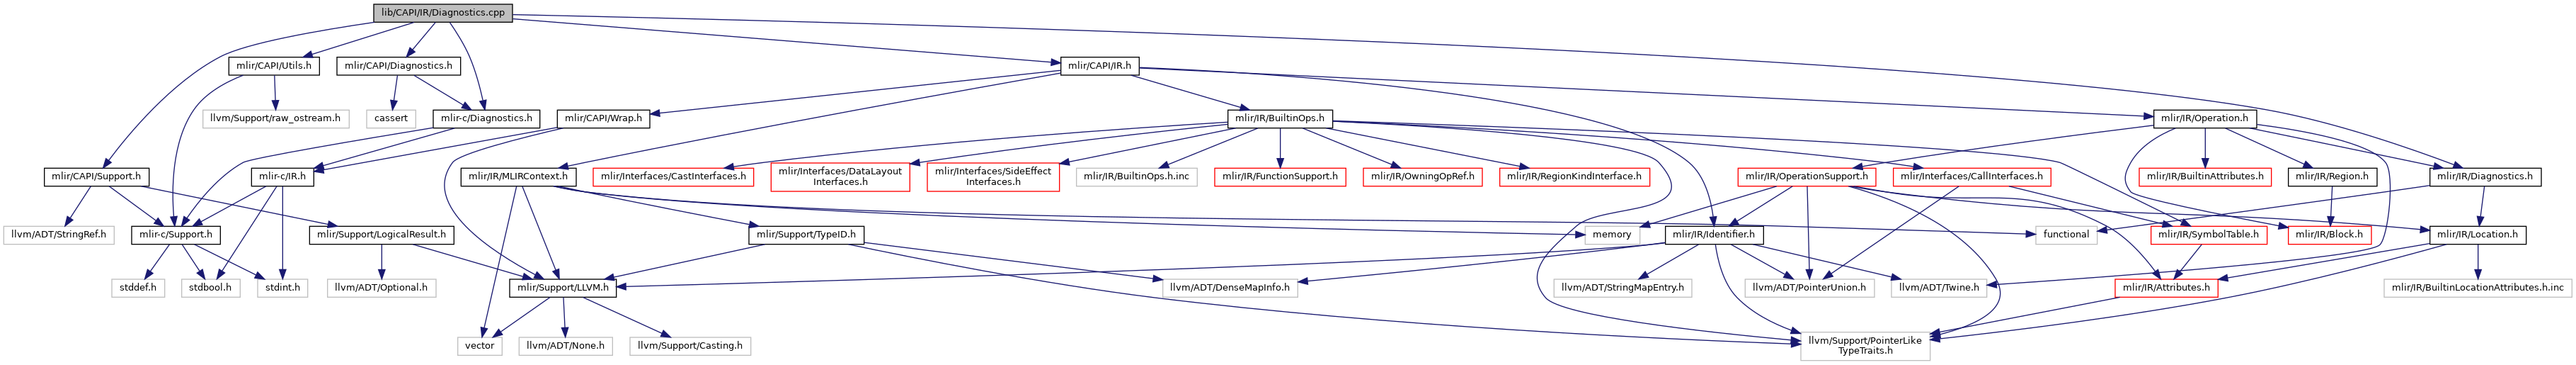 lib/CAPI/IR/Diagnostics.cpp
mlir/CAPI/Utils.h
mlir/CAPI/Diagnostics.h
mlir/CAPI/IR.h
llvm/Support/raw_ostream.h
cassert
mlir-c/Diagnostics.h
mlir/CAPI/Wrap.h
mlir/IR/BuiltinOps.h
mlir/IR/Operation.h
mlir/CAPI/Support.h
mlir-c/IR.h
mlir/IR/MLIRContext.h
mlir/Interfaces/CastInterfaces.h
mlir/Interfaces/DataLayout
Interfaces.h
mlir/Interfaces/SideEffect
Interfaces.h
mlir/IR/BuiltinOps.h.inc
mlir/IR/FunctionSupport.h
mlir/IR/OwningOpRef.h
mlir/IR/RegionKindInterface.h
mlir/IR/OperationSupport.h
mlir/Interfaces/CallInterfaces.h
mlir/IR/BuiltinAttributes.h
mlir/IR/Region.h
mlir/IR/Diagnostics.h
llvm/ADT/StringRef.h
mlir-c/Support.h
mlir/Support/LogicalResult.h
mlir/Support/TypeID.h
memory
mlir/IR/Identifier.h
functional
mlir/IR/SymbolTable.h
mlir/IR/Block.h
mlir/IR/Location.h
stddef.h
stdbool.h
stdint.h
llvm/ADT/Optional.h
mlir/Support/LLVM.h
llvm/ADT/DenseMapInfo.h
llvm/ADT/StringMapEntry.h
llvm/ADT/PointerUnion.h
llvm/ADT/Twine.h
mlir/IR/Attributes.h
mlir/IR/BuiltinLocationAttributes.h.inc
vector
llvm/ADT/None.h
llvm/Support/Casting.h
llvm/Support/PointerLike
TypeTraits.h